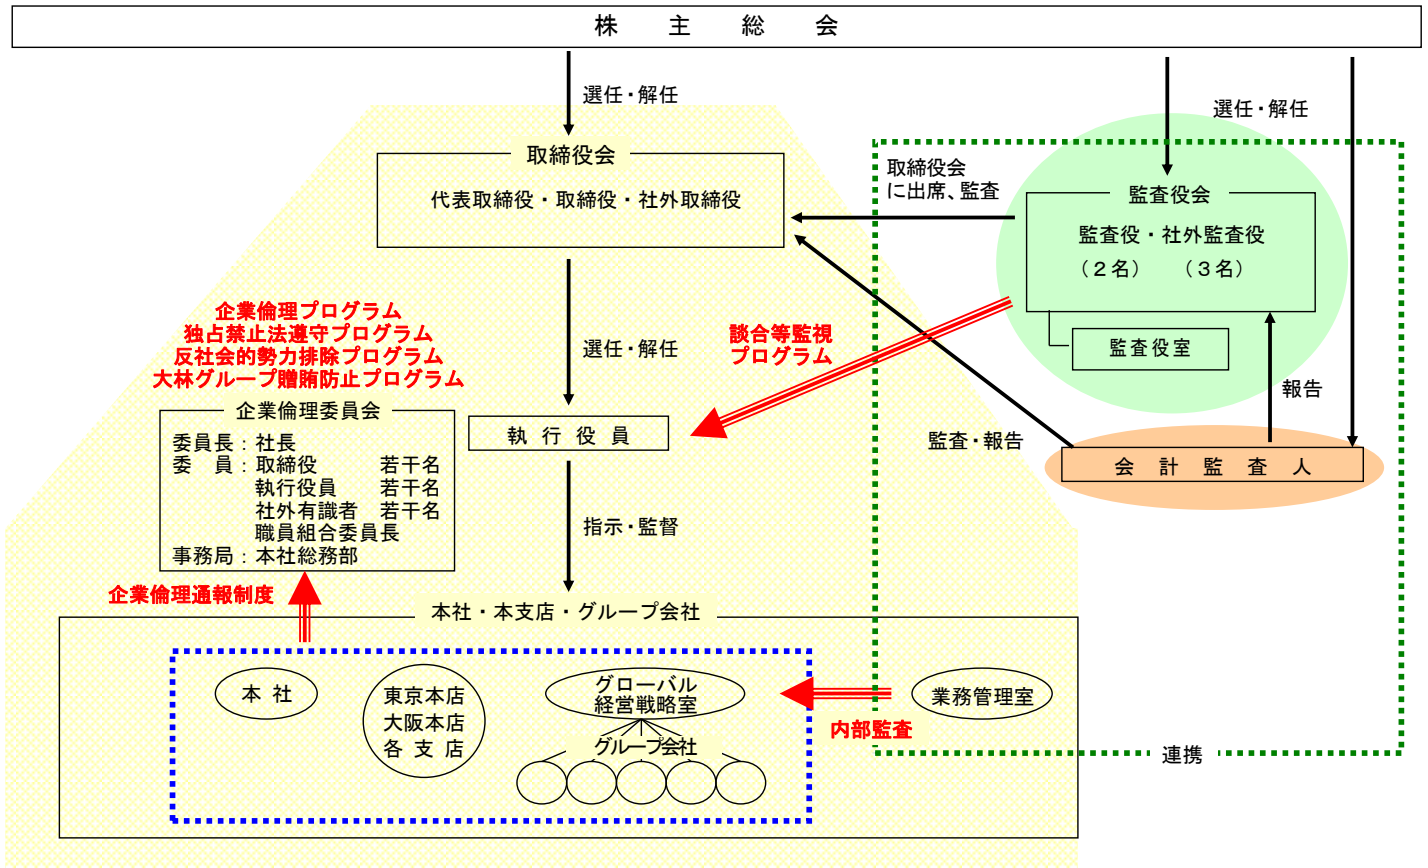 株主総会
選任・解任
選任・解任
取締役会
代表取締役・取締役・社外取締役
取締役会
に出席、監査
監査役会
監査役・社外監査役
（２名） （３名）
監査役室
企業倫理プログラム
独占禁止法遵守プログラム
反社会的勢力排除プログラム
大林グループ贈賄防止プログラム
選任・解任
談合等監視
プログラム
報告
企業倫理委員会
委員長：社長
委　員：取締役　若干名
執行役員　若干名
社外有識者　若干名
職員組合委員長
事務局：本社総務部
執行役員
監査・報告
会計監査人
指示・監督
企業倫理通報制度
本社・本支店・グループ会社
本社
東京本店
大阪本店
各支店
グローバル
経営戦略室
グループ会社
業務管理室
内部監査
連携